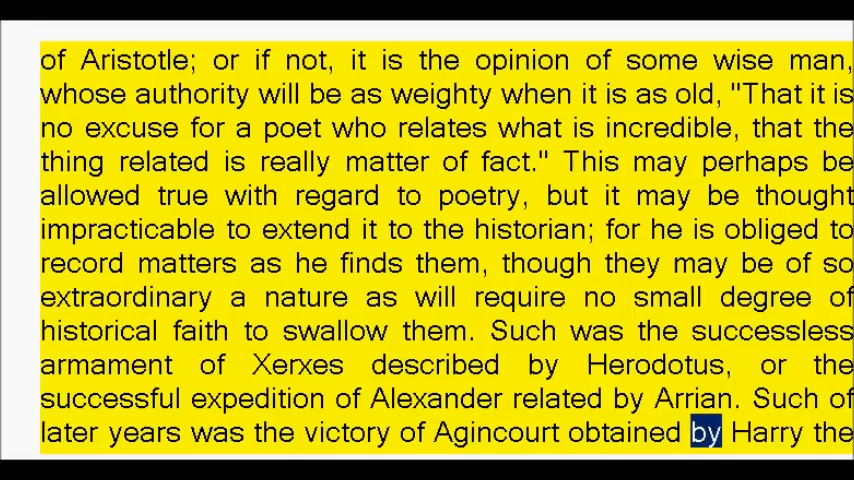 of Aristotle; or if not, it is the opinion of some wise man,
whose authority will be as weighty when it is as old, "That it is
no excuse for a poet who relates what is incredible, that the
thing related is really matter of fact." This may perhaps be
allowed true with regard to poetry, but it may be thought
impracticable to extend it to the historian; for he is obliged to
record matters as he finds them, though they may be of so
extraordinary a nature as will require no small degree of
historical faith to swallow them. Such was the successless
armament of Xerxes described by Herodotus, or the
successful expedition of Alexander related by Arrian. Such of
later years was the victory of Agincourt obtained by Harry the